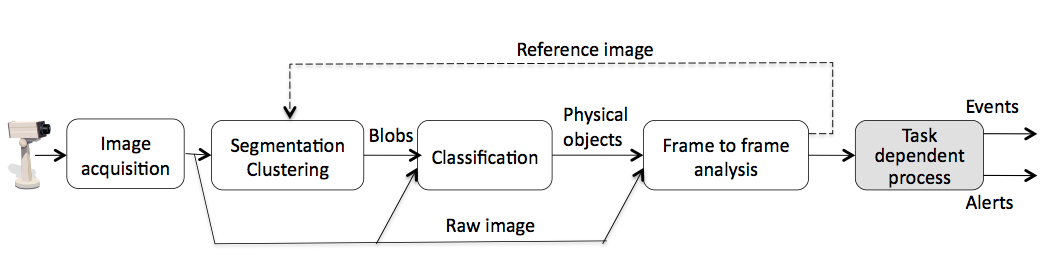 Reference image
Image
acquisition
Segmentation
Clustering
Blobs
Classification
Physical
objects
Frame to frame
analysis
Task
dependent
process
Events
Alerts
Raw image